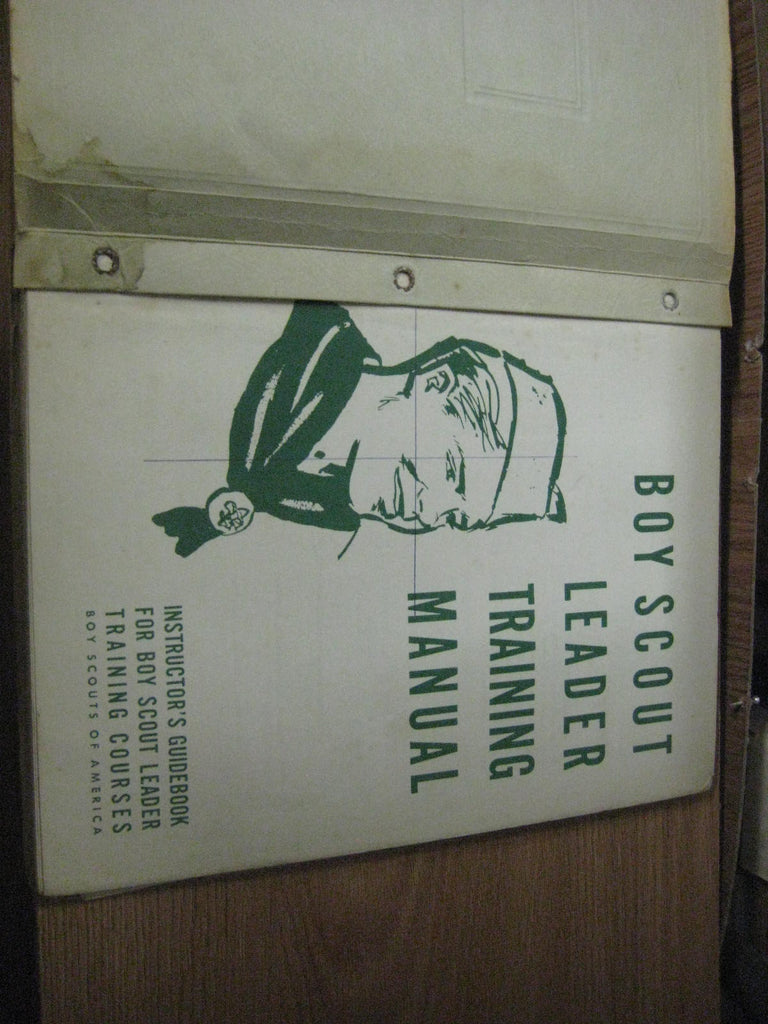 BOY SCOUT
LEADER
TRAINING
MANUAL
INSTRUCTOR'S GUIDEBOOK
FOR BOY SCOUT LEADER
TRAINING COURSES
BOY SCOUTS OF AMERICA